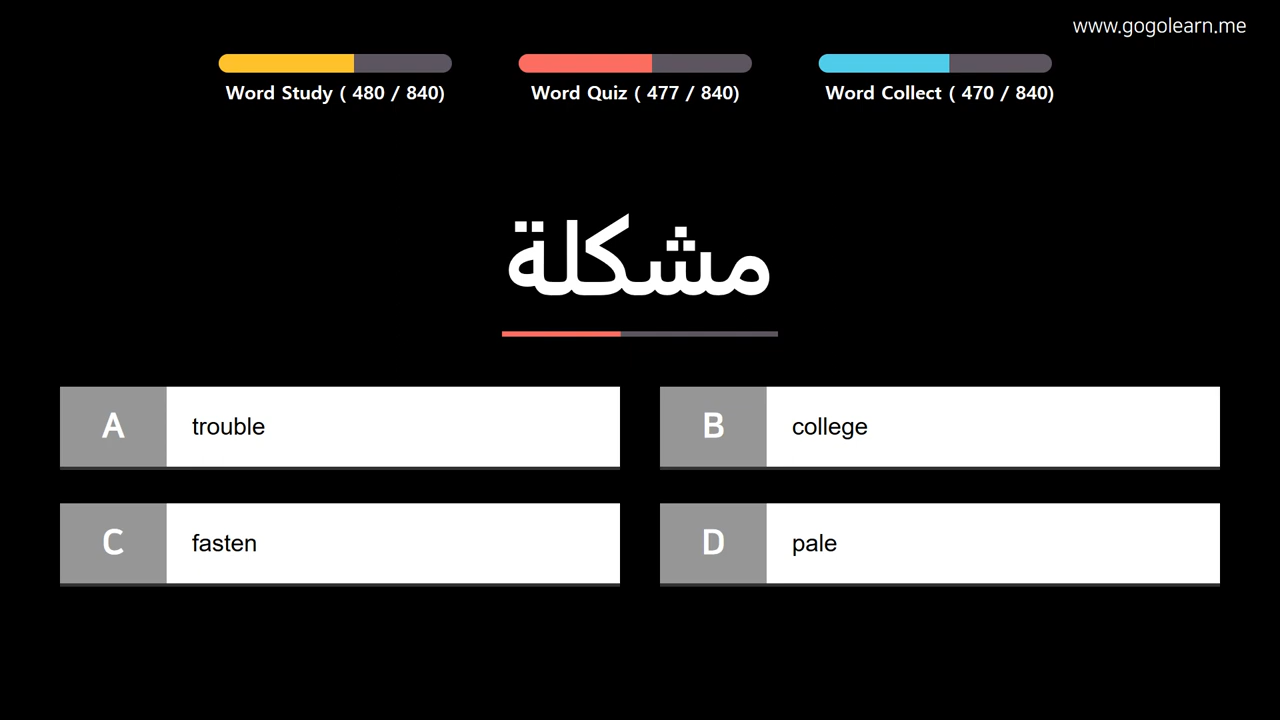 www.gogolearn.me
Word Study ( 480 / 840)
Word Quiz ( 477 / 840)
Word Collect ( 470 / 840)
مشكلة
A trouble
B college
C fasten
D pale